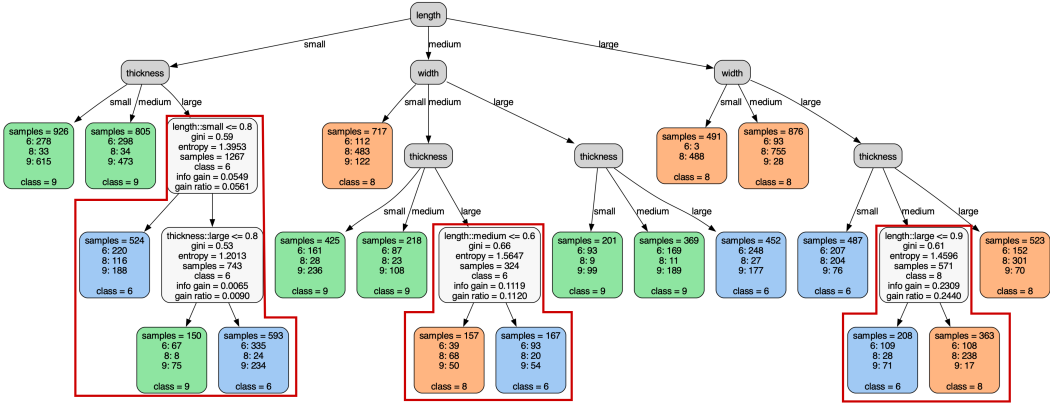 length
small
medium
large
thickness
width
width
small
medium
large
small
medium
large
small
medium
large
samples = 926
6: 278
8: 33
9: 615
class = 9
samples = 805
6: 298
8: 34
9: 473
class = 9
length::small <= 0.8
gini = 0.59
entropy = 1.3953
samples = 1267
class = 6
info gain = 0.0549
gain ratio = 0.0561
samples = 717
6: 112
8: 483
9: 122
class = 8
thickness
thickness
samples = 491
6: 3
8: 488
class = 8
samples = 876
6: 93
8: 755
9: 28
class = 8
thickness
small
medium
large
small
medium
large
small
medium
large
samples = 524
6: 220
8: 116
9: 188
class = 6
thickness::large <= 0.8
gini = 0.53
entropy = 1.2013
samples = 743
class = 6
info gain = 0.0065
gain ratio = 0.0090
samples = 425
6: 161
8: 28
9: 236
class = 9
samples = 218
6: 87
8: 23
9: 108
class = 9
length::medium <= 0.6
gini = 0.66
entropy = 1.5647
samples = 324
class = 6
info gain = 0.1119
gain ratio = 0.1120
samples = 201
6: 93
8: 9
9: 99
class = 9
samples = 369
6: 169
8: 11
9: 189
class = 9
samples = 452
6: 248
8: 27
9: 177
class = 6
samples = 487
6: 207
8: 204
9: 76
class = 6
length::large <= 0.9
gini = 0.61
entropy = 1.4596
samples = 571
class = 8
info gain = 0.2309
gain ratio = 0.2440
samples = 523
6: 152
8: 301
9: 70
class = 8
samples = 150
6: 67
8: 8
9: 75
class = 9
samples = 593
6: 335
8: 24
9: 234
class = 6
samples = 157
6: 39
8: 68
9: 50
class = 8
samples = 167
6: 93
8: 20
9: 54
class = 6
samples = 208
6: 109
8: 28
9: 71
class = 6
samples = 363
6: 108
8: 238
9: 17
class = 8